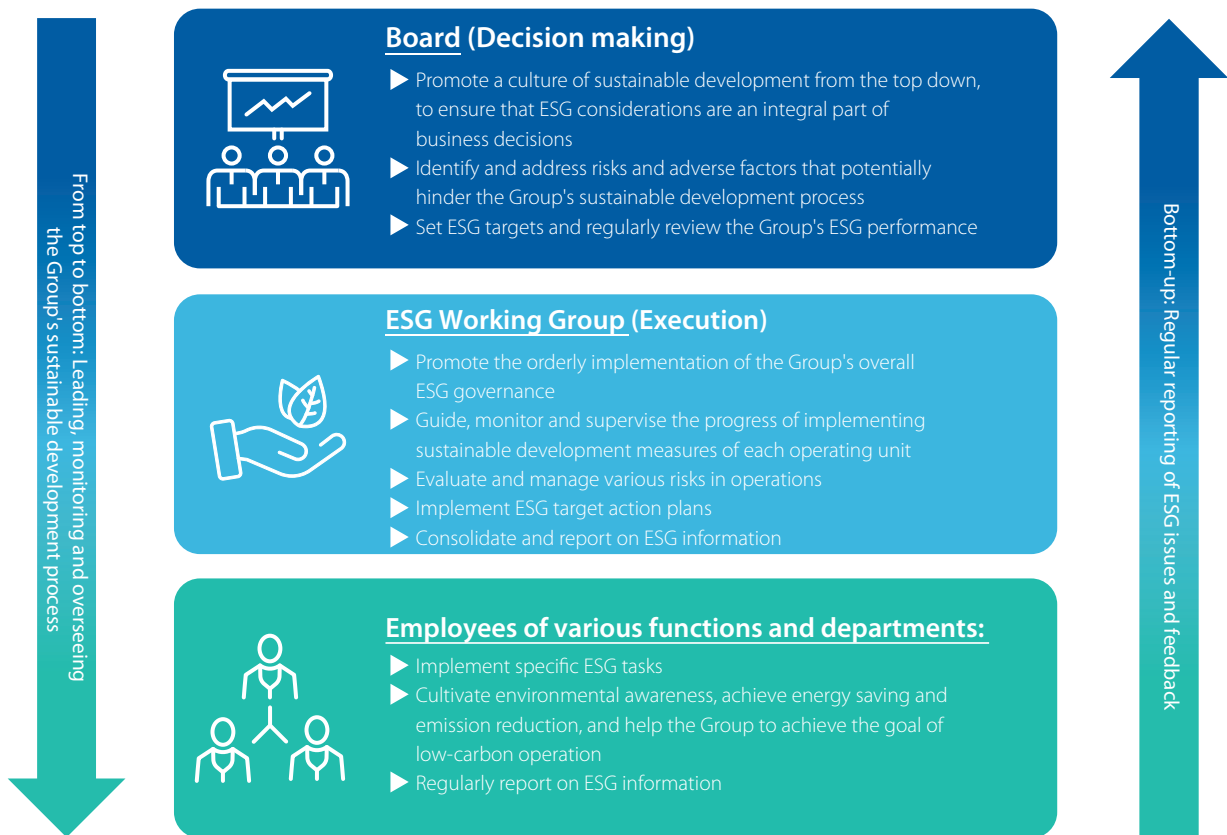 From top to bottom: Leading, monitoring and overseeing
the Group's sustainable development process
Board (Decision making)
▶ Promote a culture of sustainable development from the top down,
to ensure that ESG considerations are an integral part of
business decisions
▶ Identify and address risks and adverse factors that potentially
hinder the Group's sustainable development process
▶ Set ESG targets and regularly review the Group's ESG performance
ESG Working Group (Execution)
▶ Promote the orderly implementation of the Group's overall
ESG governance
▶ Guide, monitor and supervise the progress of implementing
sustainable development measures of each operating unit
▶ Evaluate and manage various risks in operations
▶ Implement ESG target action plans
▶ Consolidate and report on ESG information
Employees of various functions and departments:
▶ Implement specific ESG tasks
▶ Cultivate environmental awareness, achieve energy saving and
emission reduction, and help the Group to achieve the goal of
low-carbon operation
▶ Regularly report on ESG information
Bottom-up: Regular reporting of ESG issues and feedback